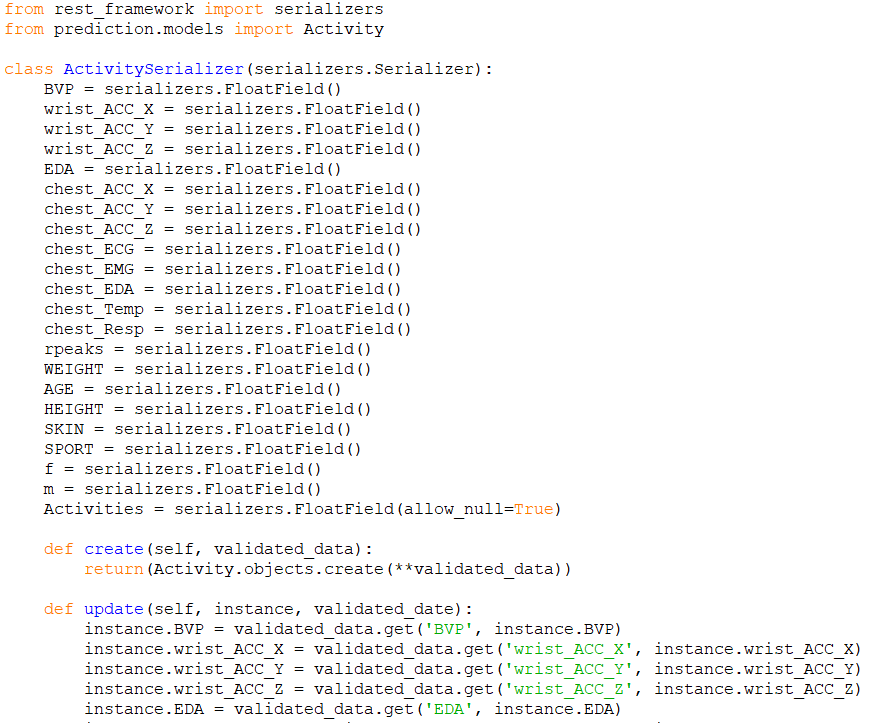 from rest_framework import serializers
from prediction.models import Activity

class ActivitySerializer(serializers.Serializer):
    BVP = serializers.FloatField()
    wrist_ACC_X = serializers.FloatField()
    wrist_ACC_Y = serializers.FloatField()
    wrist_ACC_Z = serializers.FloatField()
    EDA = serializers.FloatField()
    chest_ACC_X = serializers.FloatField()
    chest_ACC_Y = serializers.FloatField()
    chest_ACC_Z = serializers.FloatField()
    chest_ECG = serializers.FloatField()
    chest_EMG = serializers.FloatField()
    chest_EDA = serializers.FloatField()
    chest_Temp = serializers.FloatField()
    chest_Resp = serializers.FloatField()
    rpeaks = serializers.FloatField()
    WEIGHT = serializers.FloatField()
    AGE = serializers.FloatField()
    HEIGHT = serializers.FloatField()
    SKIN = serializers.FloatField()
    SPORT = serializers.FloatField()
    f = serializers.FloatField()
    m = serializers.FloatField()
    Activities = serializers.FloatField(allow_null=True)

    def create(self, validated_data):
        return(Activity.objects.create(**validated_data))

    def update(self, instance, validated_date):
        instance.BVP = validated_data.get('BVP', instance.BVP)
        instance.wrist_ACC_X = validated_data.get('wrist_ACC_X', instance.wrist_ACC_X)
        instance.wrist_ACC_Y = validated_data.get('wrist_ACC_Y', instance.wrist_ACC_Y)
        instance.wrist_ACC_Z = validated_data.get('wrist_ACC_Z', instance.wrist_ACC_Z)
        instance.EDA = validated_data.get('EDA', instance.EDA)